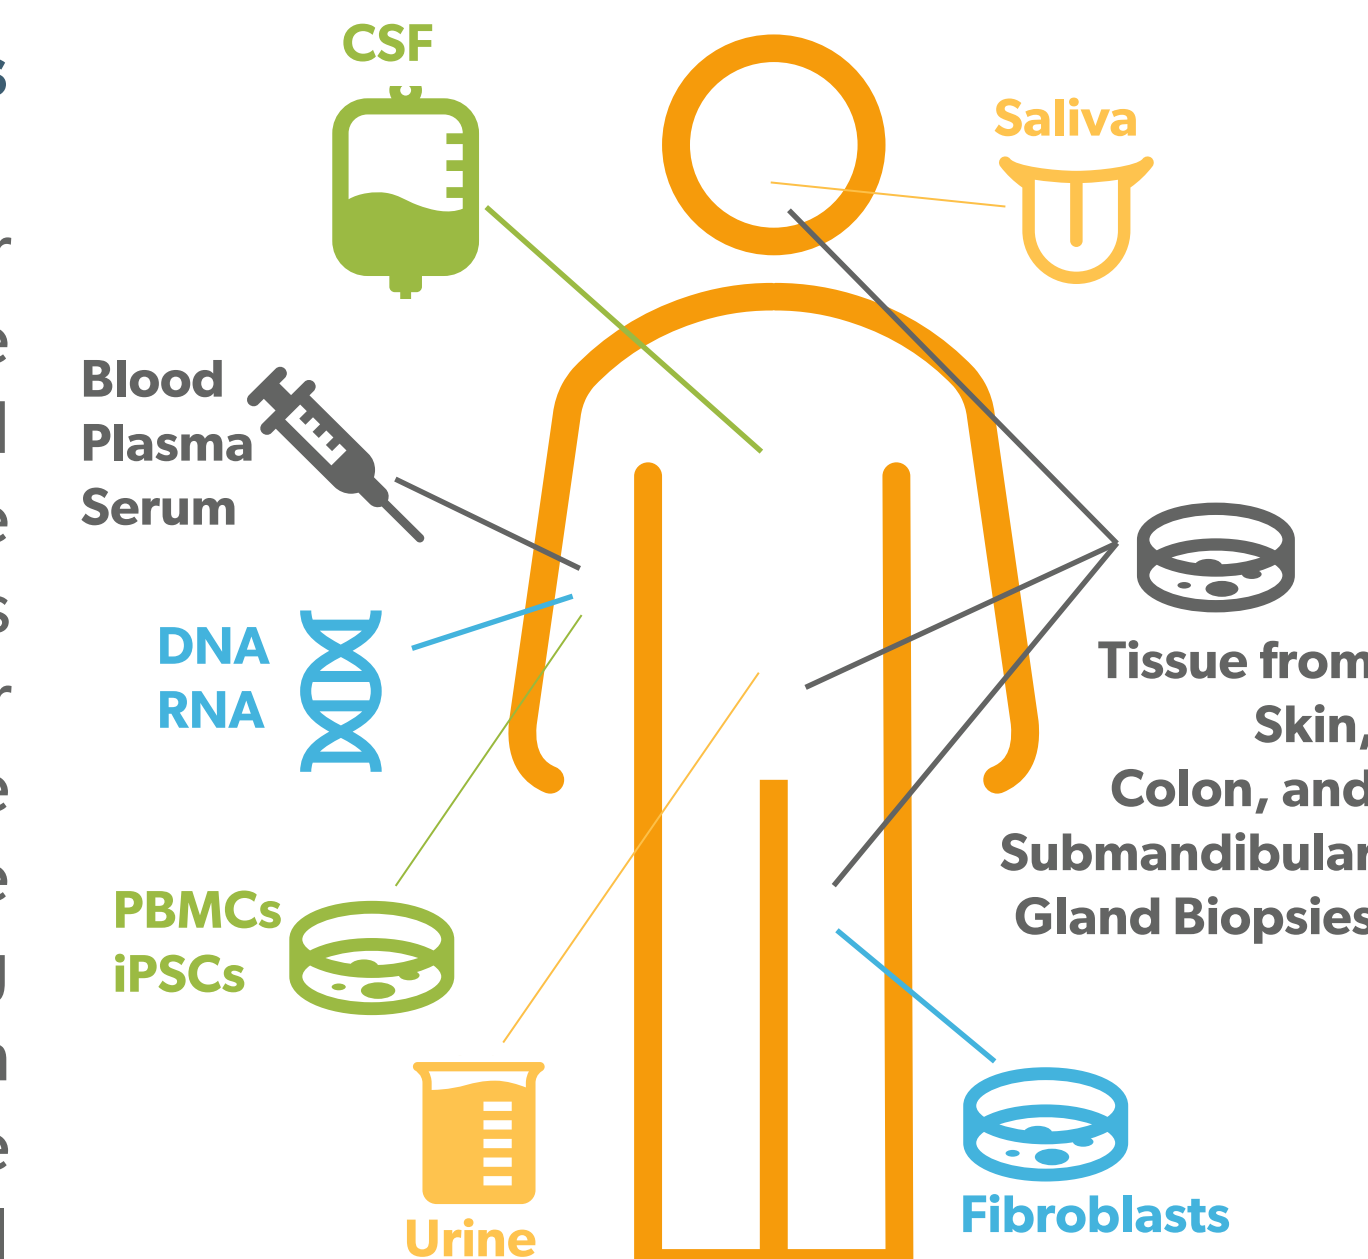 CSF
Saliva
Blood
Plasma
Serum
DNA
RNA
Tissue from
Skin,
Colon, and
Submandibular
Gland Biopsies
PBMCs
iPSCs
Urine
Fibroblasts